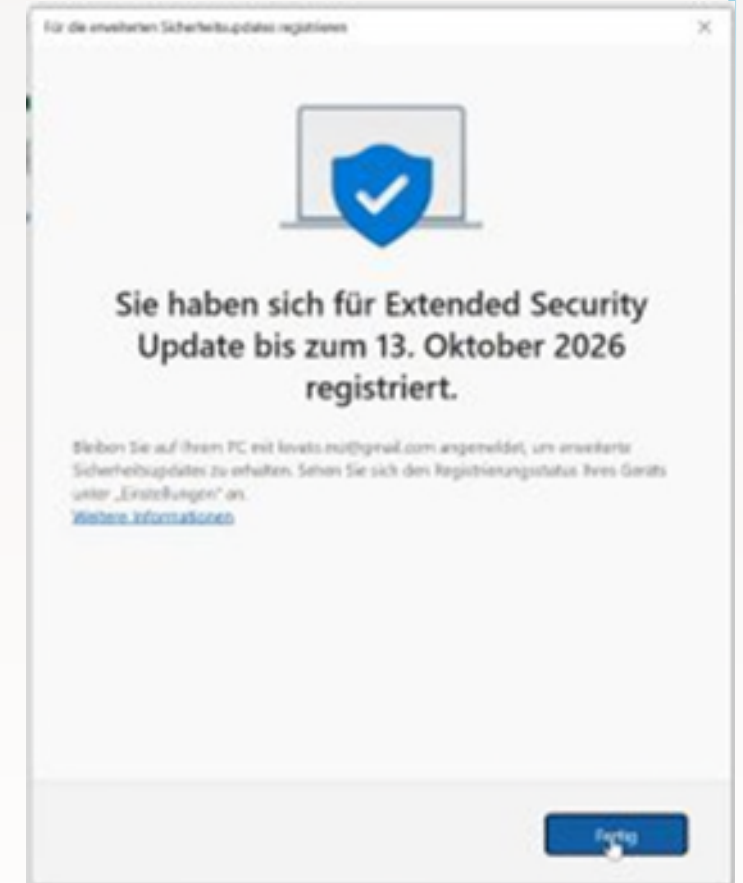 Für die erweiterten Sicherheitsupdates registrieren
Sie haben sich für Extended Security
Update bis zum 13. Oktober 2026
registriert.
Bleiben Sie auf Ihrem PC mit angemeldet, um erweiterte
Sicherheitsupdates zu erhalten. Sehen Sie sich den Registrierungsstatus Ihres Geräts
unter „Einstellungen" an.
Weitere Informationen
Fertig